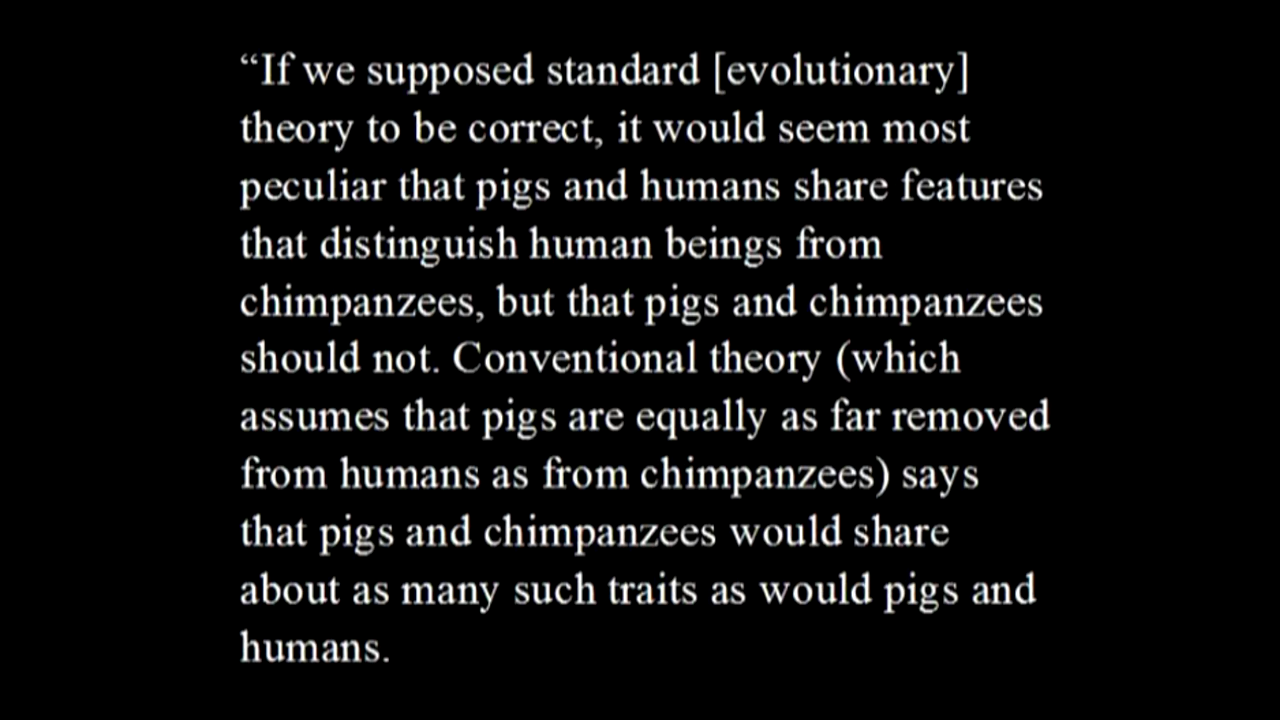 “If we supposed standard [evolutionary]
theory to be correct, it would seem most
peculiar that pigs and humans share features
that distinguish human beings from
chimpanzees, but that pigs and chimpanzees
should not. Conventional theory (which
assumes that pigs are equally as far removed
from humans as from chimpanzees) says
that pigs and chimpanzees would share
about as many such traits as would pigs and
humans.